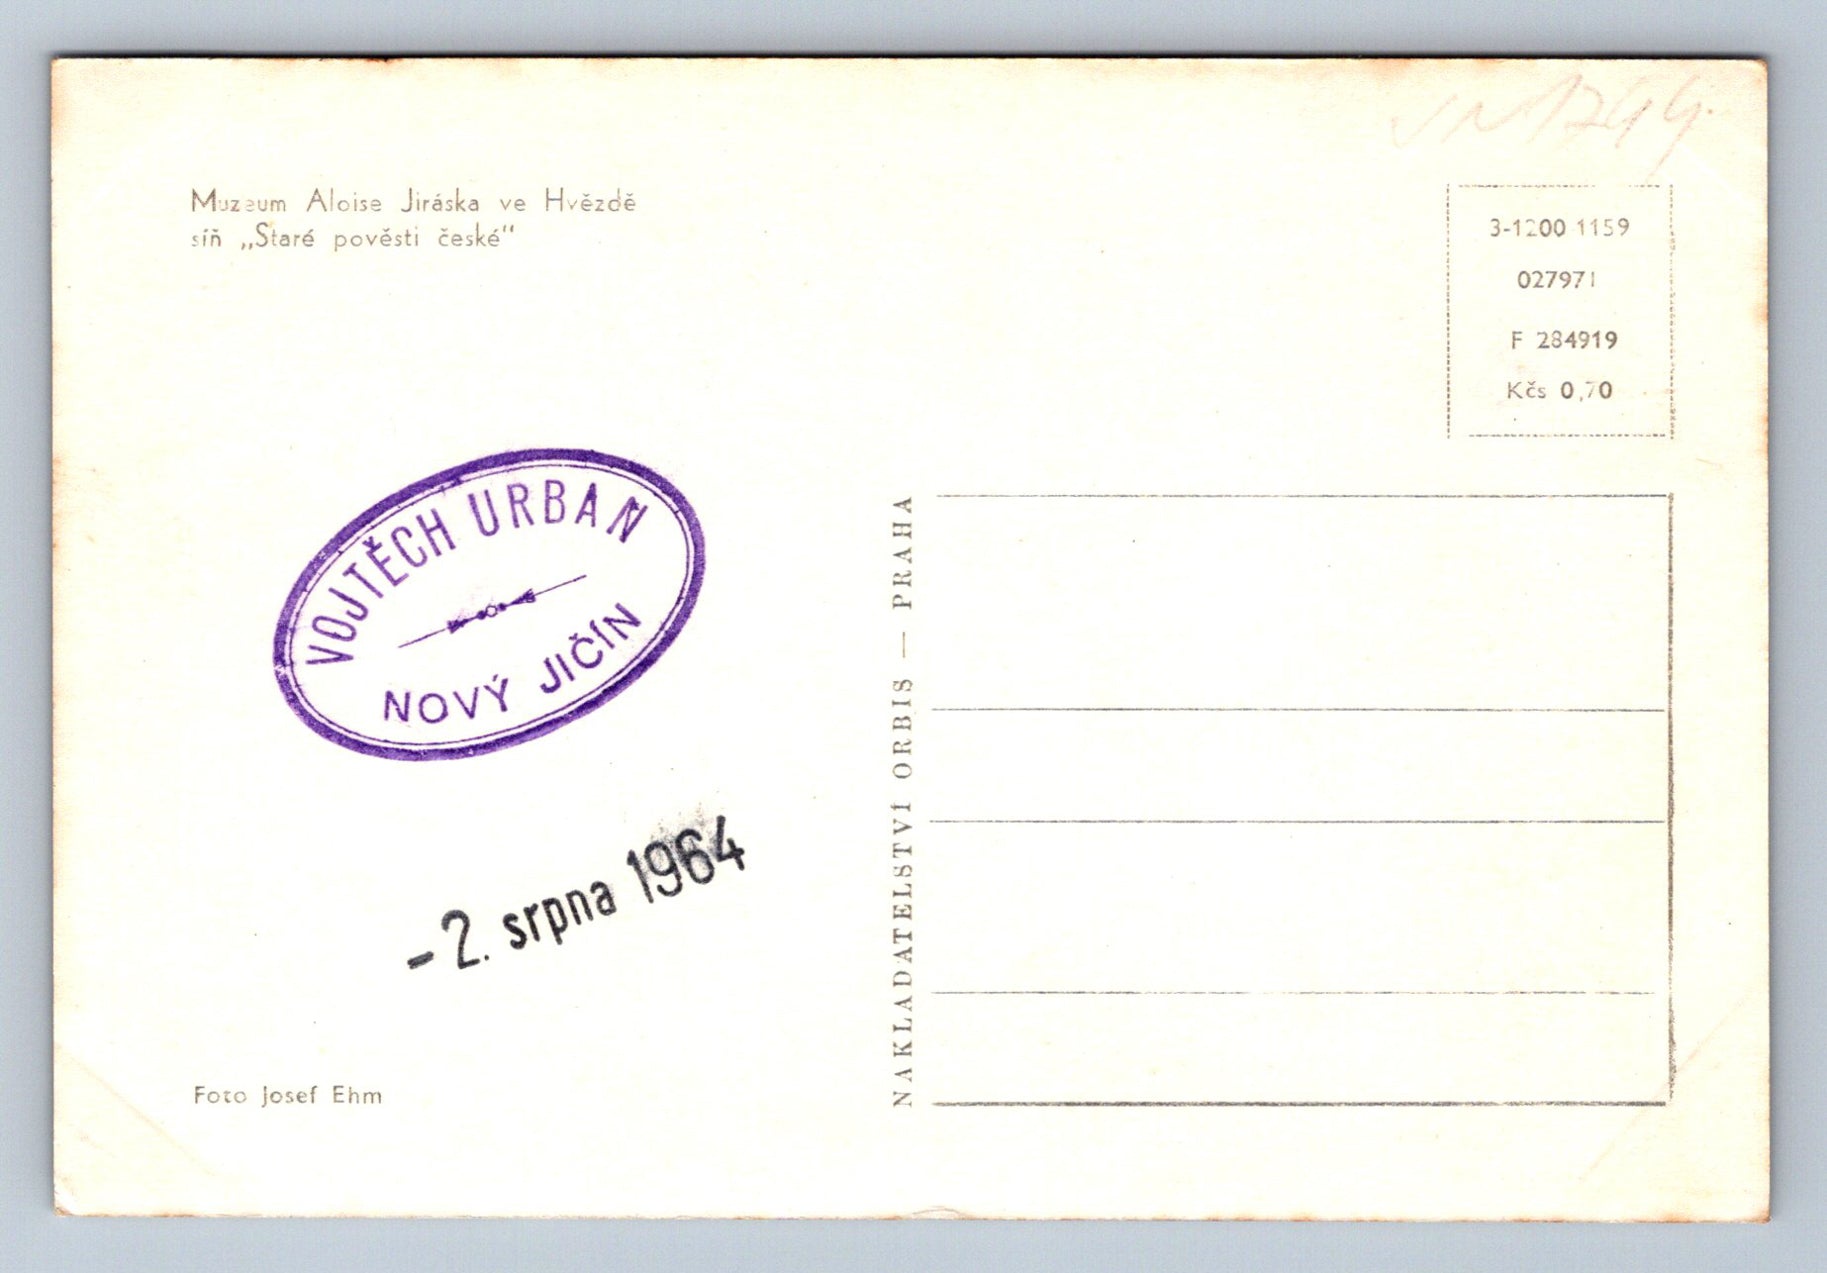 Muzeum Aloise Jiráska ve Hvězdě
síň „Staré pověsti české"
3-1200 1159
027971
F 284919
Kčs 0,70
VOJTĚCH URBAN
NOVÝ JIČÍN
-2. srpna 1964
NAKLADATELSTVÍ ORBIS — PRAHA
Foto Josef Ehm